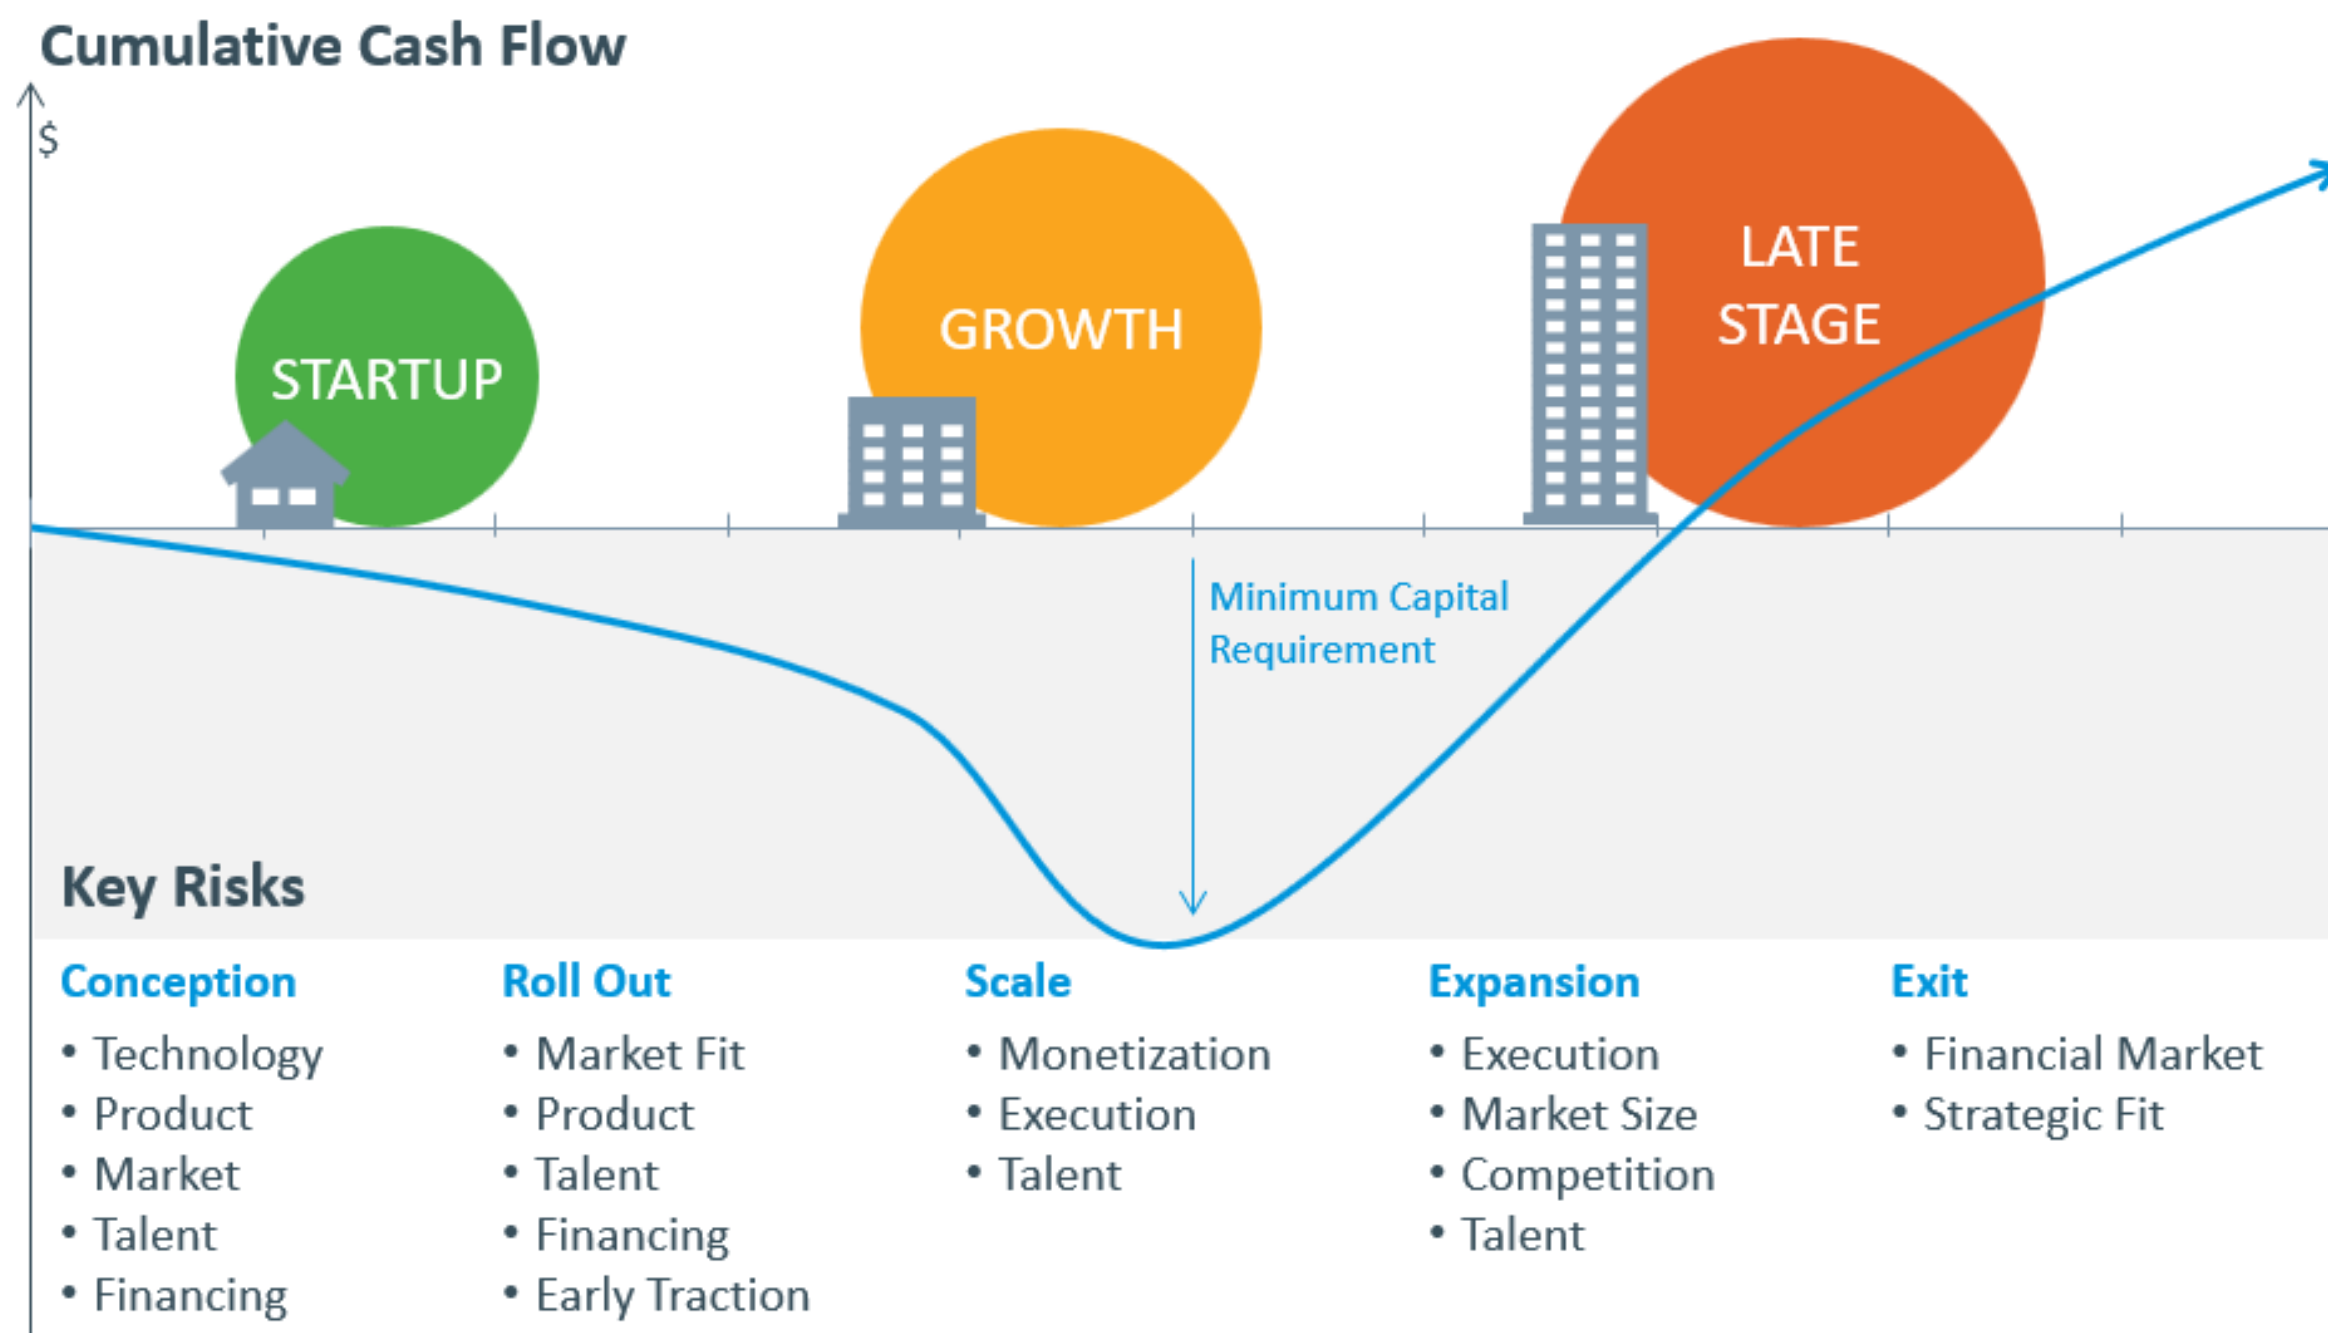 Cumulative Cash Flow
$
STARTUP
GROWTH
LATE
STAGE
Minimum Capital
Requirement
Key Risks
Conception
• Technology
• Product
• Market
• Talent
• Financing
Roll Out
• Market Fit
• Product
• Talent
• Financing
• Early Traction
Scale
• Monetization
• Execution
• Talent
Expansion
• Execution
• Market Size
• Competition
• Talent
Exit
• Financial Market
• Strategic Fit